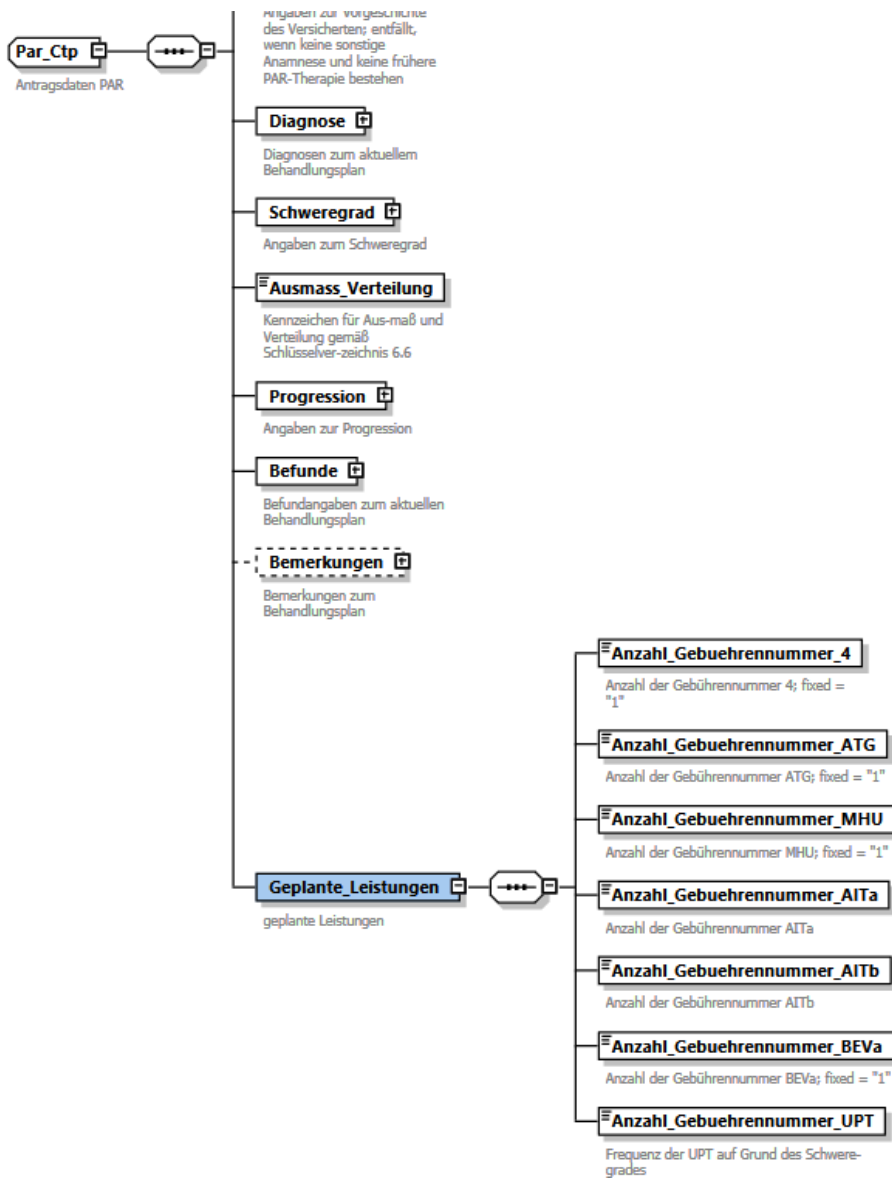 Angaben zur Vorgeschichte
des Versicherten; entfällt,
wenn keine sonstige
Anamnese und keine frühere
PAR-Therapie bestehen
Par_Ctp
Antragsdaten PAR
Diagnose
Diagnosen zum aktuellem
Behandlungsplan
Schweregrad
Angaben zum Schweregrad
Ausmass_Verteilung
Kennzeichen für Aus-maß und
Verteilung gemäß
Schlüsselver-zeichnis 6.6
Progression
Angaben zur Progression
Befunde
Befundangaben zum aktuellen
Behandlungsplan
Bemerkungen
Bemerkungen zum
Behandlungsplan
Geplante_Leistungen
geplante Leistungen
Anzahl_Gebuehrennummer_4
Anzahl der Gebührennummer 4; fixed =
"1"
Anzahl_Gebuehrennummer_ATG
Anzahl der Gebührennummer ATG; fixed = "1"
Anzahl_Gebuehrennummer_MHU
Anzahl der Gebührennummer MHU; fixed = "1"
Anzahl_Gebuehrennummer_AITa
Anzahl der Gebührennummer AITa
Anzahl_Gebuehrennummer_AITb
Anzahl der Gebührennummer AITb
Anzahl_Gebuehrennummer_BEVa
Anzahl der Gebührennummer BEVa; fixed = "1"
Anzahl_Gebuehrennummer_UPT
Frequenz der UPT auf Grund des Schwere-
grades